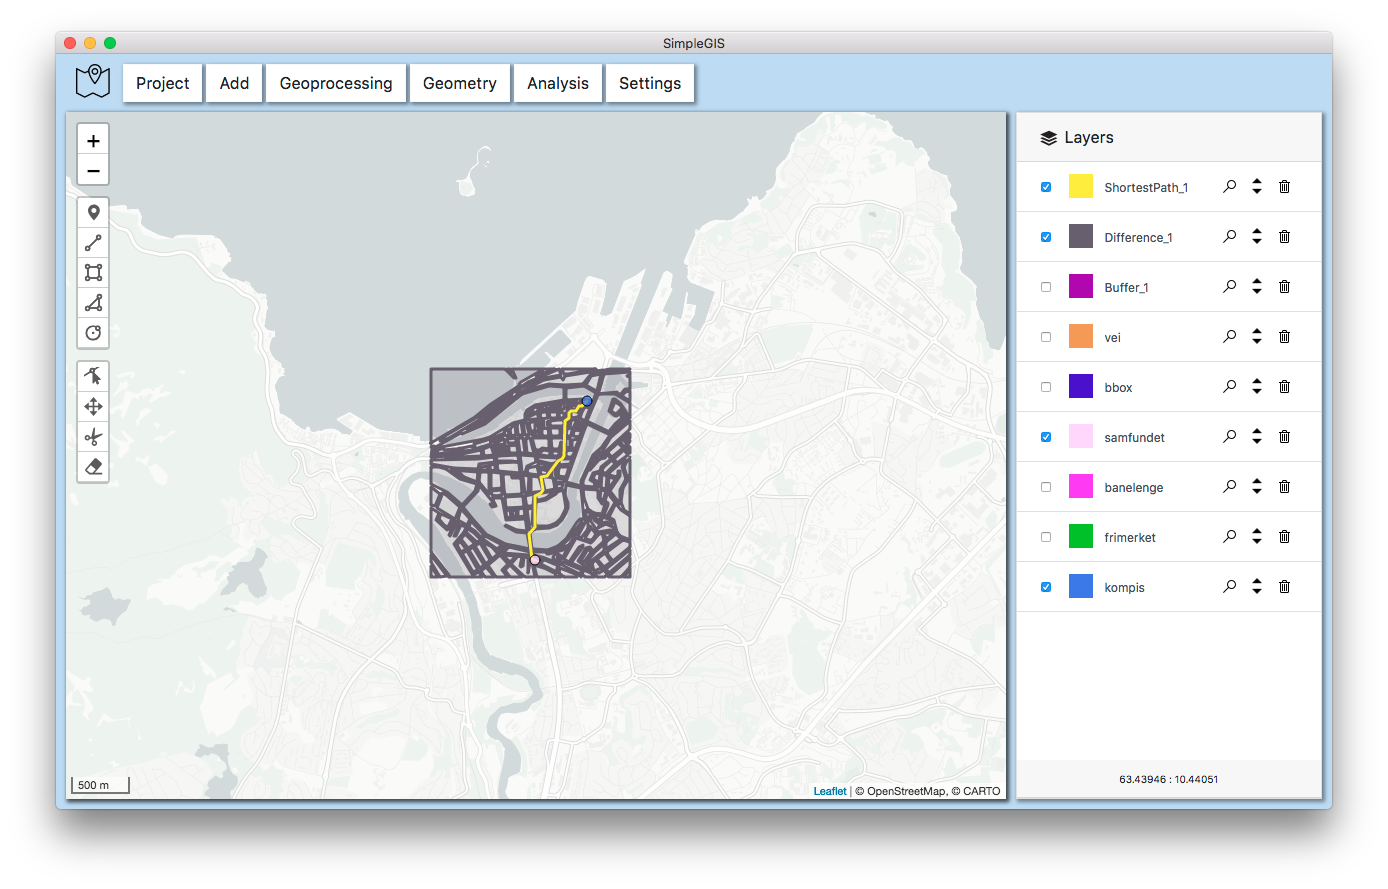 SimpleGIS
Project Add Geoprocessing Geometry Analysis Settings
+
−
Layers
ShortestPath_1
Difference_1
Buffer_1
vei
bbox
samfundet
banelenge
frimerket
kompis
63.43946 : 10.44051
500 m
Leaflet | © OpenStreetMap, © CARTO